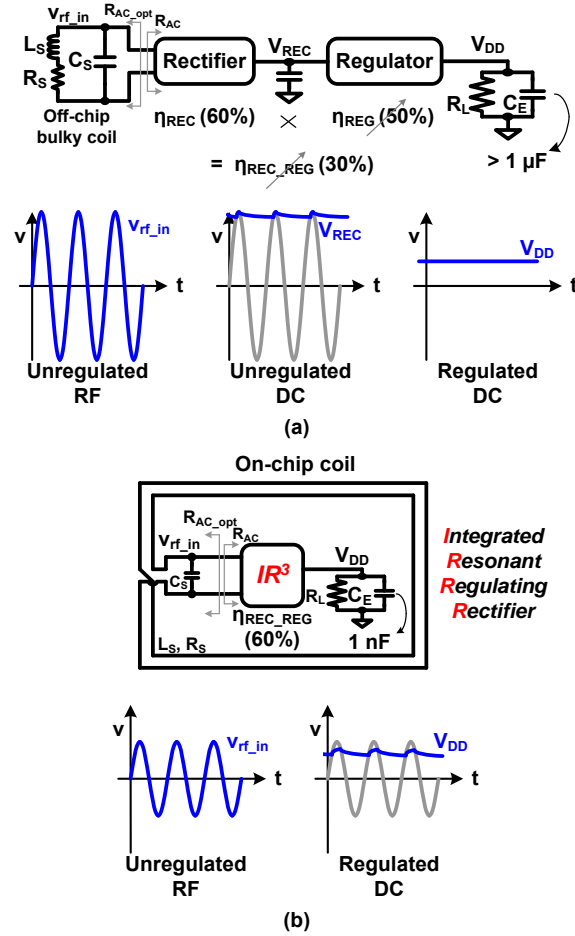 v_rf_in R_AC_opt R_AC
L_S C_S Rectifier V_REC Regulator V_DD
R_S R_L C_E
Off-chip bulky coil
η_REC (60%) × η_REG (50%)
= η_REC_REG (30%) > 1 µF
v v_rf_in t v V_REC t v V_DD t
Unregulated RF
Unregulated DC
Regulated DC
(a)
On-chip coil
R_AC_opt
v_rf_in R_AC
C_S IR³ V_DD
R_L C_E
η_REC_REG (60%)
1 nF
L_S, R_S
Integrated
Resonant
Regulating
Rectifier
v v_rf_in t v V_DD t
Unregulated RF
Regulated DC
(b)